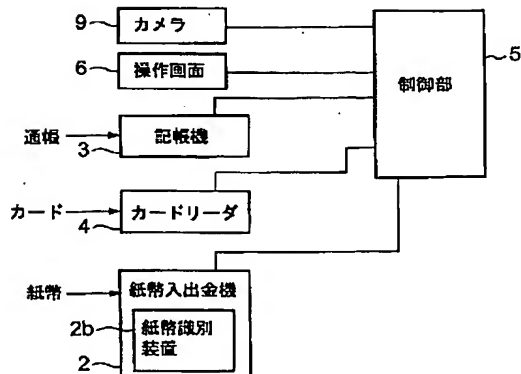 9 カメラ
6 操作画面
制御部 5
通帳 記帳機
3
カード カードリーダ
4
紙幣 紙幣入出金機
2b 紙幣識別
装置
2